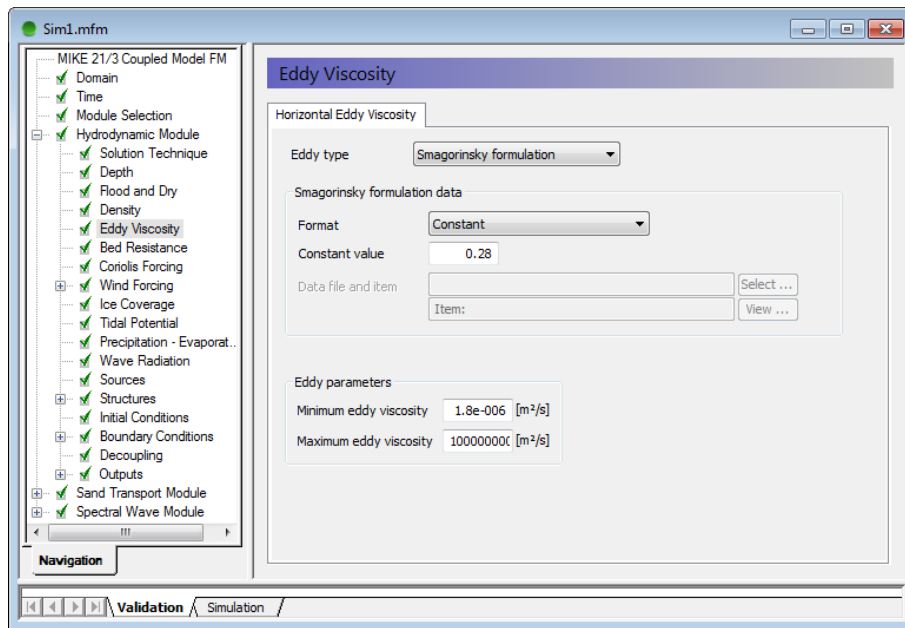 Sim1.mfm
MIKE 21/3 Coupled Model FM
Domain
Time
Module Selection
Hydrodynamic Module
Solution Technique
Depth
Flood and Dry
Density
Eddy Viscosity
Bed Resistance
Coriolis Forcing
Wind Forcing
Ice Coverage
Tidal Potential
Precipitation - Evaporat..
Wave Radiation
Sources
Structures
Initial Conditions
Boundary Conditions
Decoupling
Outputs
Sand Transport Module
Spectral Wave Module
Navigation
Eddy Viscosity
Horizontal Eddy Viscosity
Eddy type Smagorinsky formulation
Smagorinsky formulation data
Format Constant
Constant value 0.28
Data file and item Select ...
Item: View ...
Eddy parameters
Minimum eddy viscosity 1.8e-006 [m²/s]
Maximum eddy viscosity 100000000 [m²/s]
Validation Simulation